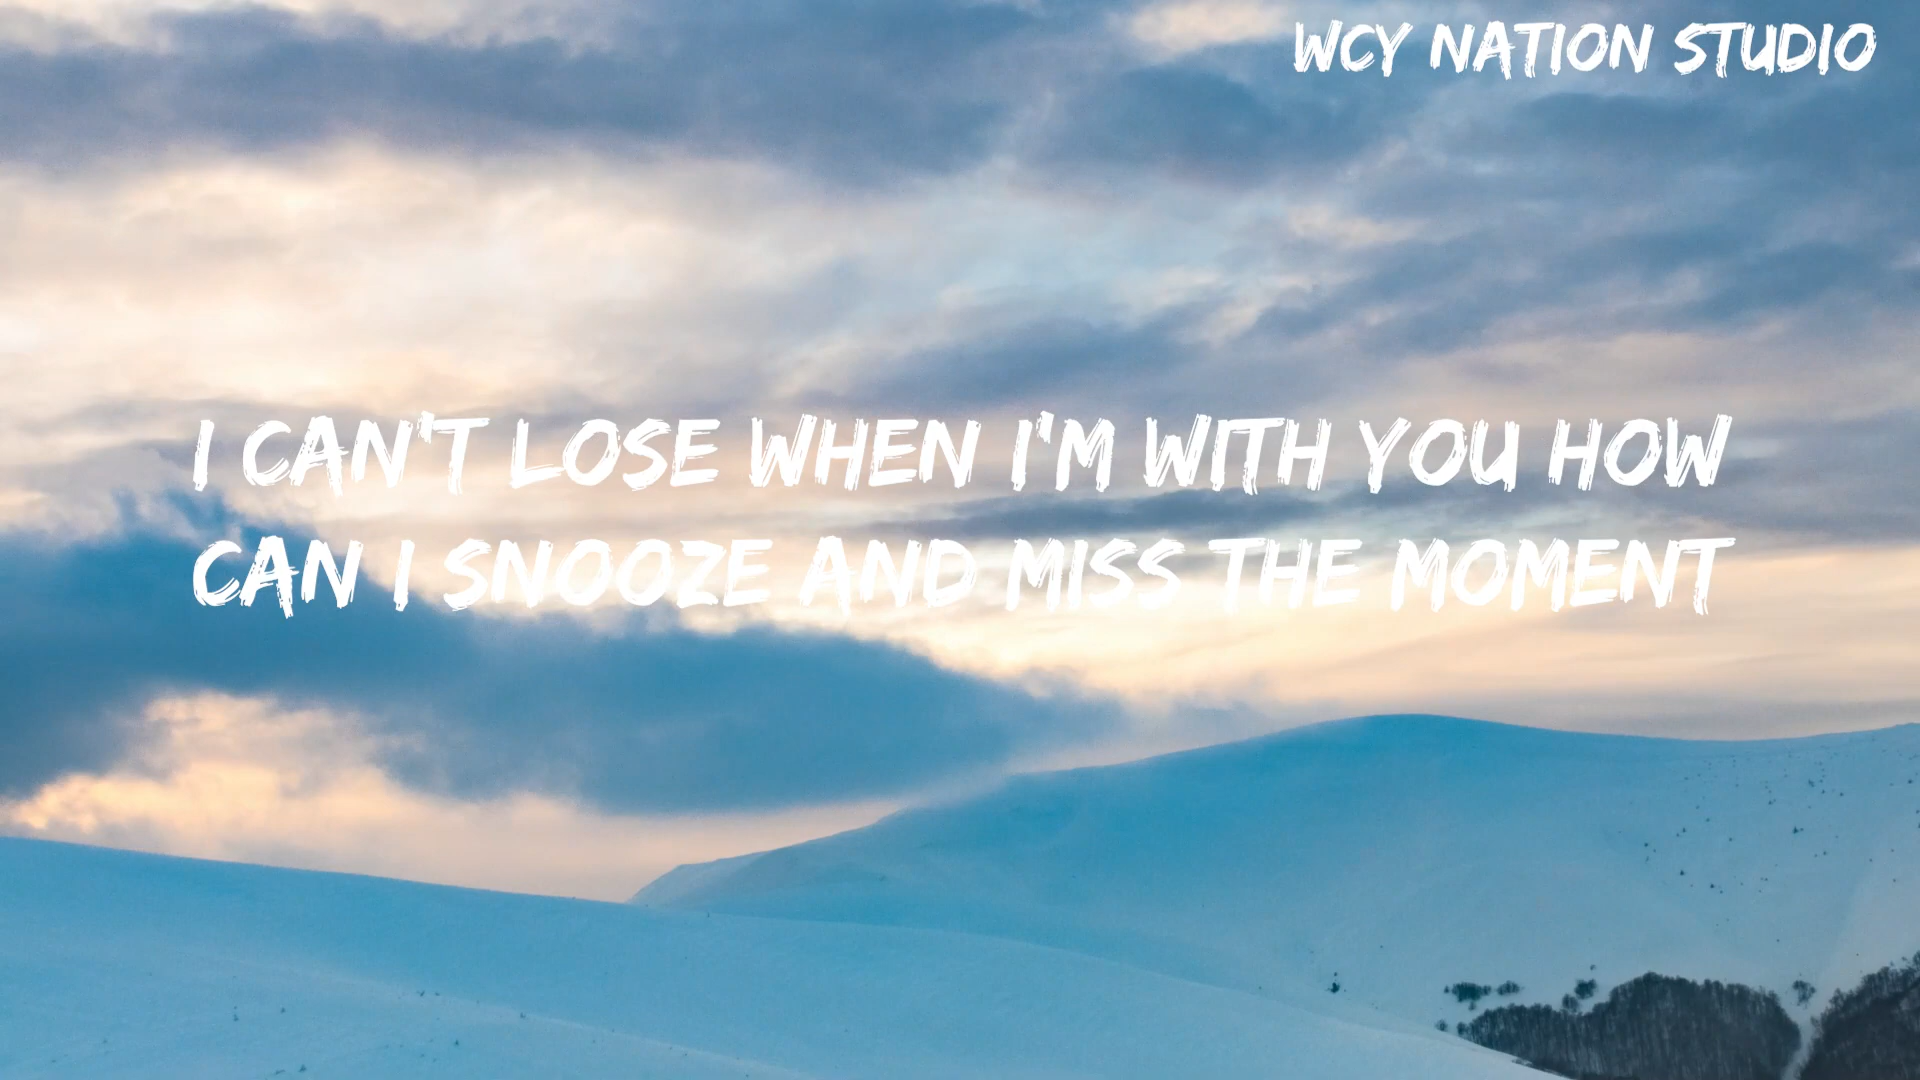 WCY NATION STUDIO
I CAN'T LOSE WHEN I'M WITH YOU HOW
CAN I SNOOZE AND MISS THE MOMENT